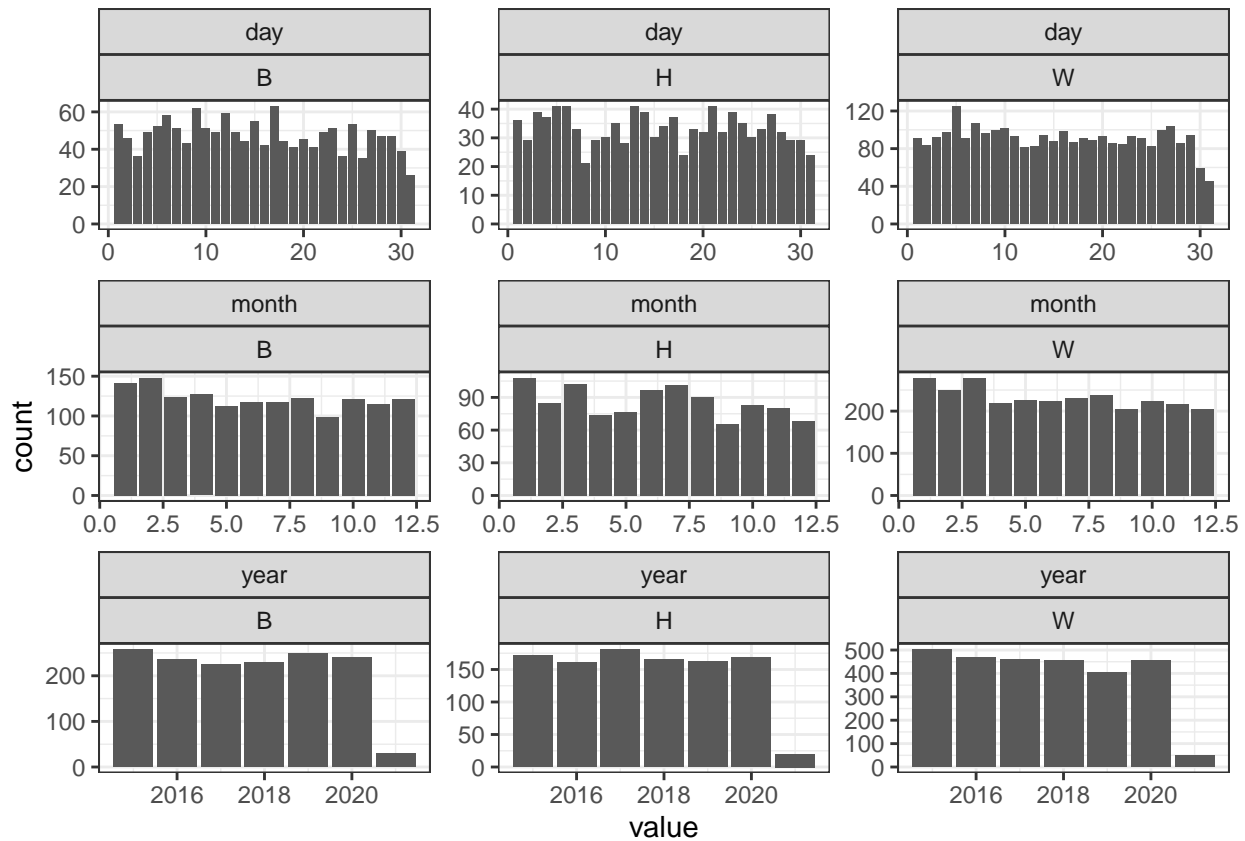 day day day
B H W
60 40 120
40 30 80
20 20 40
0 10 0
0
0 10 20 30 0 10 20 30 0 10 20 30
month month month
B H W
150 90 200
100 60 100
50 30 0
0 0
0.0 2.5 5.0 7.5 10.0 12.5 0.0 2.5 5.0 7.5 10.0 12.5 0.0 2.5 5.0 7.5 10.0 12.5
count
year year year
B H W
200 150 500
100 100 400
0 50 300
0 200
100
0
2016 2018 2020 2016 2018 2020 2016 2018 2020
value